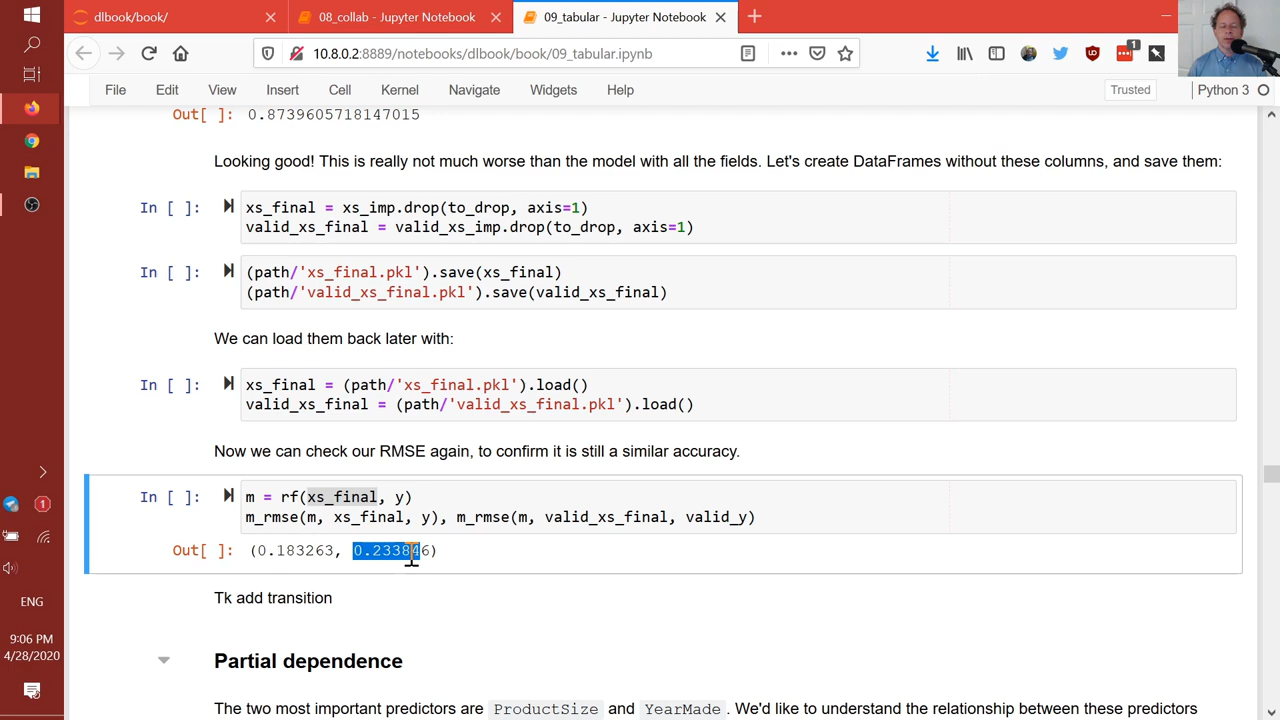 dlbook/book/
08_collab - Jupyter Notebook
09_tabular - Jupyter Notebook
10.8.0.2:8889/notebooks/dlbook/book/09_tabular.ipynb
1
File Edit View Insert Cell Kernel Navigate Widgets Help
Trusted
Python 3
Out[ ]: 0.8739605718147015
Looking good! This is really not much worse than the model with all the fields. Let's create DataFrames without these columns, and save them:
In [ ]: xs_final = xs_imp.drop(to_drop, axis=1)
valid_xs_final = valid_xs_imp.drop(to_drop, axis=1)
In [ ]: (path/'xs_final.pkl').save(xs_final)
(path/'valid_xs_final.pkl').save(valid_xs_final)
We can load them back later with:
In [ ]: xs_final = (path/'xs_final.pkl').load()
valid_xs_final = (path/'valid_xs_final.pkl').load()
Now we can check our RMSE again, to confirm it is still a similar accuracy.
In [ ]: m = rf(xs_final, y)
m_rmse(m, xs_final, y), m_rmse(m, valid_xs_final, valid_y)
Out[ ]: (0.183263, 0.233846)
Tk add transition
Partial dependence
The two most important predictors are ProductSize and YearMade. We'd like to understand the relationship between these predictors
1
ENG
9:06 PM
4/28/2020